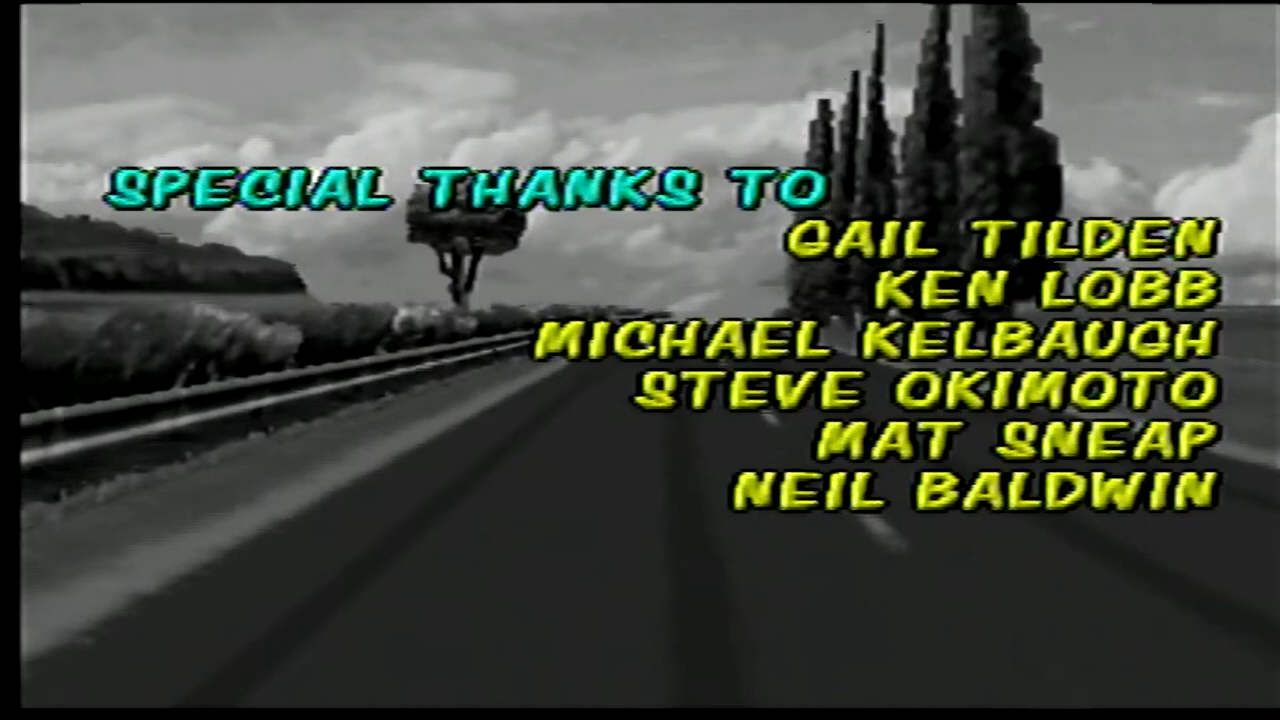 SPECIAL THANKS TO
GAIL TILDEN
KEN LOBB
MICHAEL KELBAUGH
STEVE OKIMOTO
MAT SNEAP
NEIL BALDWIN